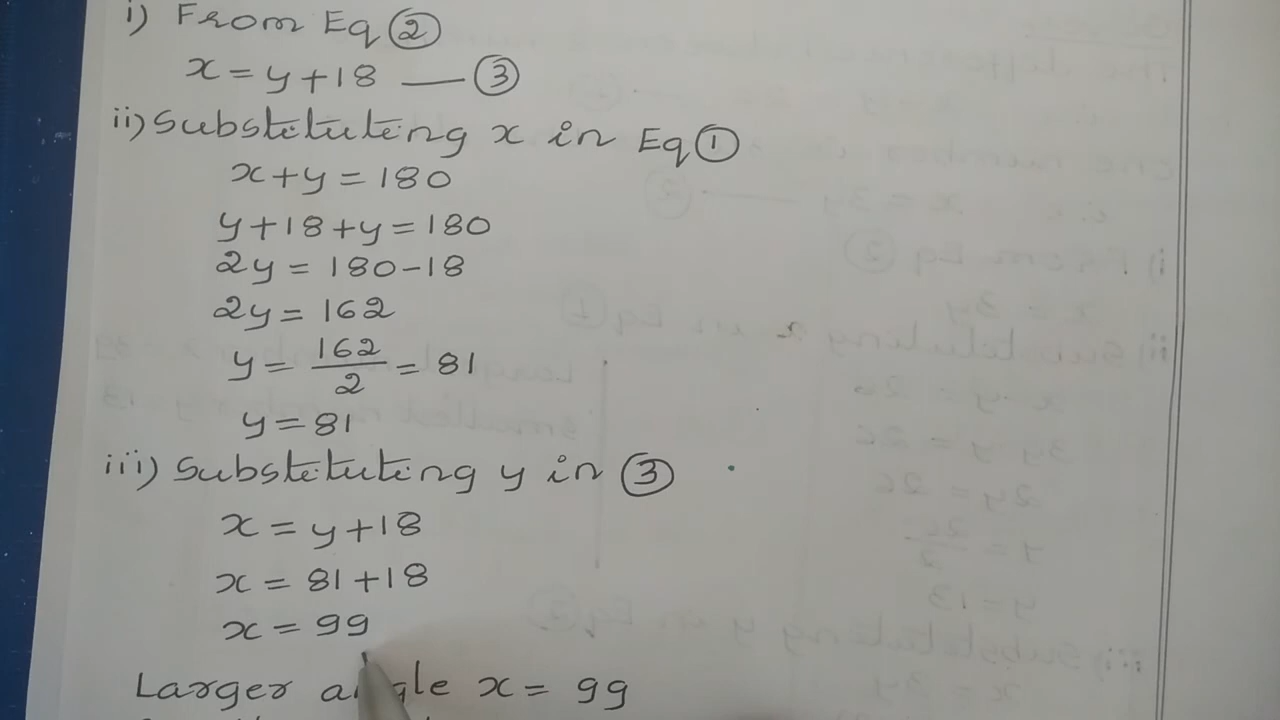 i) From Eq ②
x = y + 18 —— ③
ii) Substituting x in Eq ①
x + y = 180
y + 18 + y = 180
2y = 180 - 18
2y = 162
y = 162/2 = 81
y = 81
iii) Substituting y in ③
x = y + 18
x = 81 + 18
x = 99
Larger angle x = 99